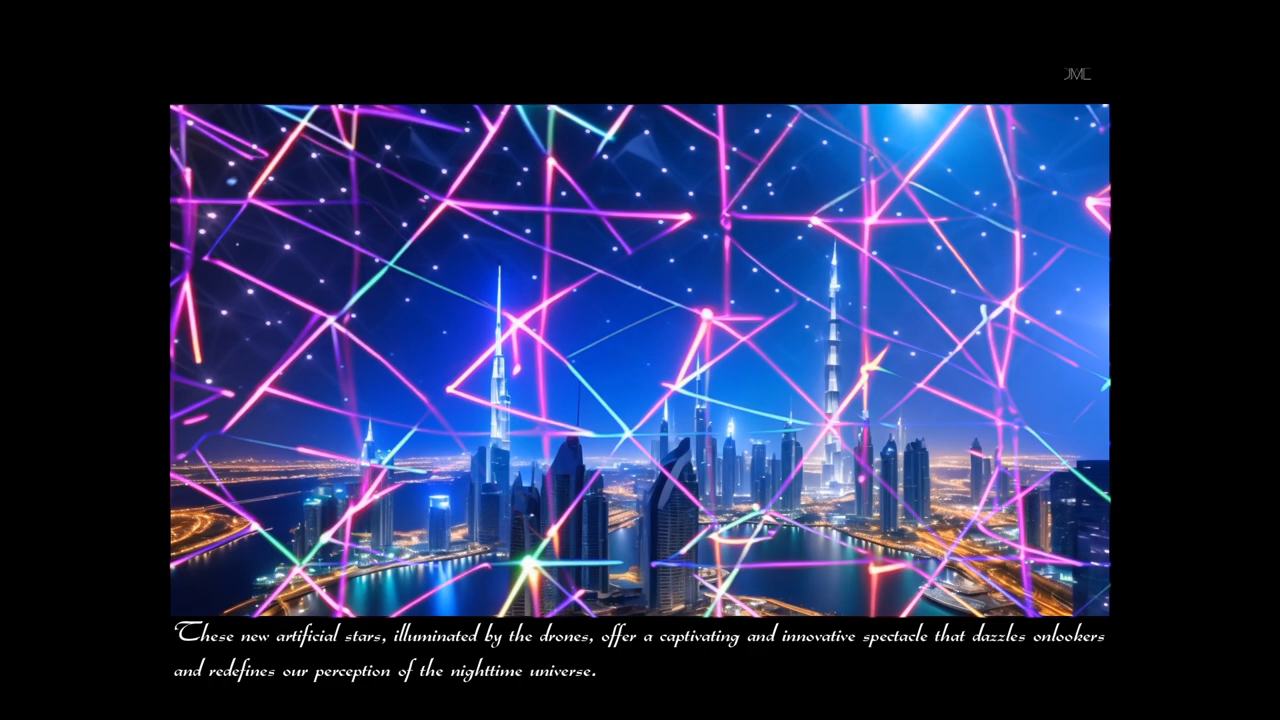 JMC
These new artificial stars, illuminated by the drones, offer a captivating and innovative spectacle that dazzles onlookers
and redefines our perception of the nighttime universe.